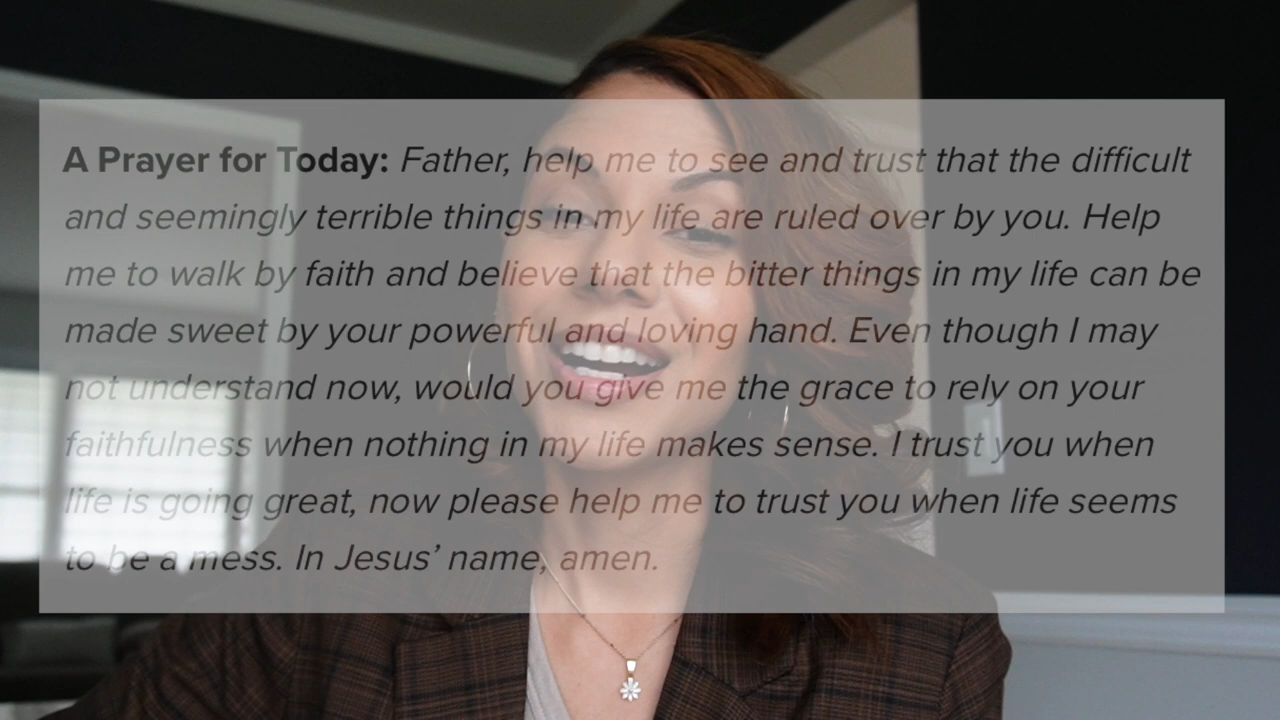 A Prayer for Today: Father, help me to see and trust that the difficult
and seemingly terrible things in my life are ruled over by you. Help
me to walk by faith and believe that the bitter things in my life can be
made sweet by your powerful and loving hand. Even though I may
not understand now, would you give me the grace to rely on your
faithfulness when nothing in my life makes sense. I trust you when
life is going great, now please help me to trust you when life seems
to be a mess. In Jesus’ name, amen.